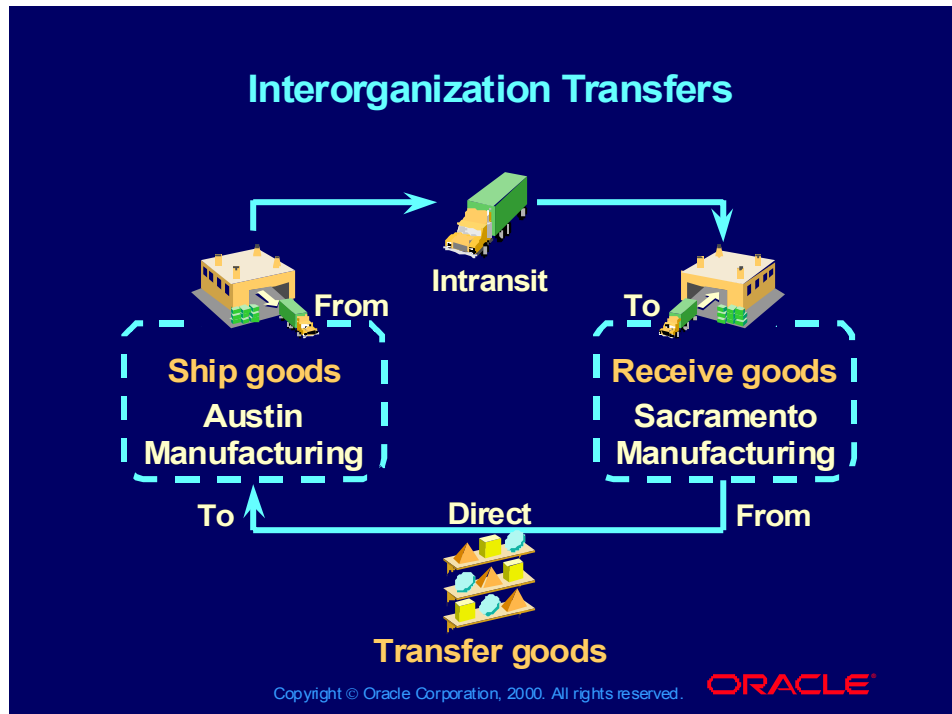 Interorganization Transfers
Intransit
From
To
Ship goods
Austin
Manufacturing
Receive goods
Sacramento
Manufacturing
To
Direct
From
Transfer goods
Copyright © Oracle Corporation, 2000. All rights reserved.
ORACLE®